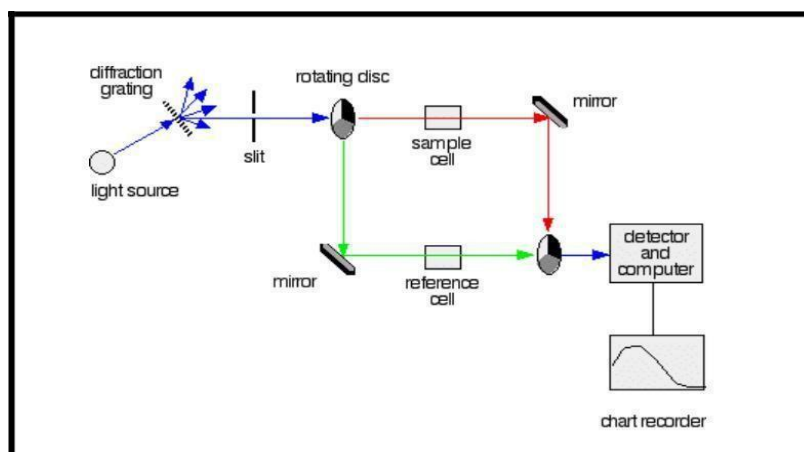 diffraction
grating
rotating disc
mirror
slit
sample
cell
light source
mirror
reference
cell
detector
and
computer
chart recorder